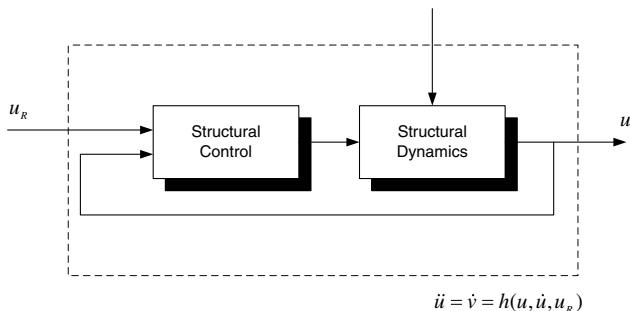 u_R
Structural
Control
Structural
Dynamics
u
ü = v̇ = h(u, u̇, u_R)